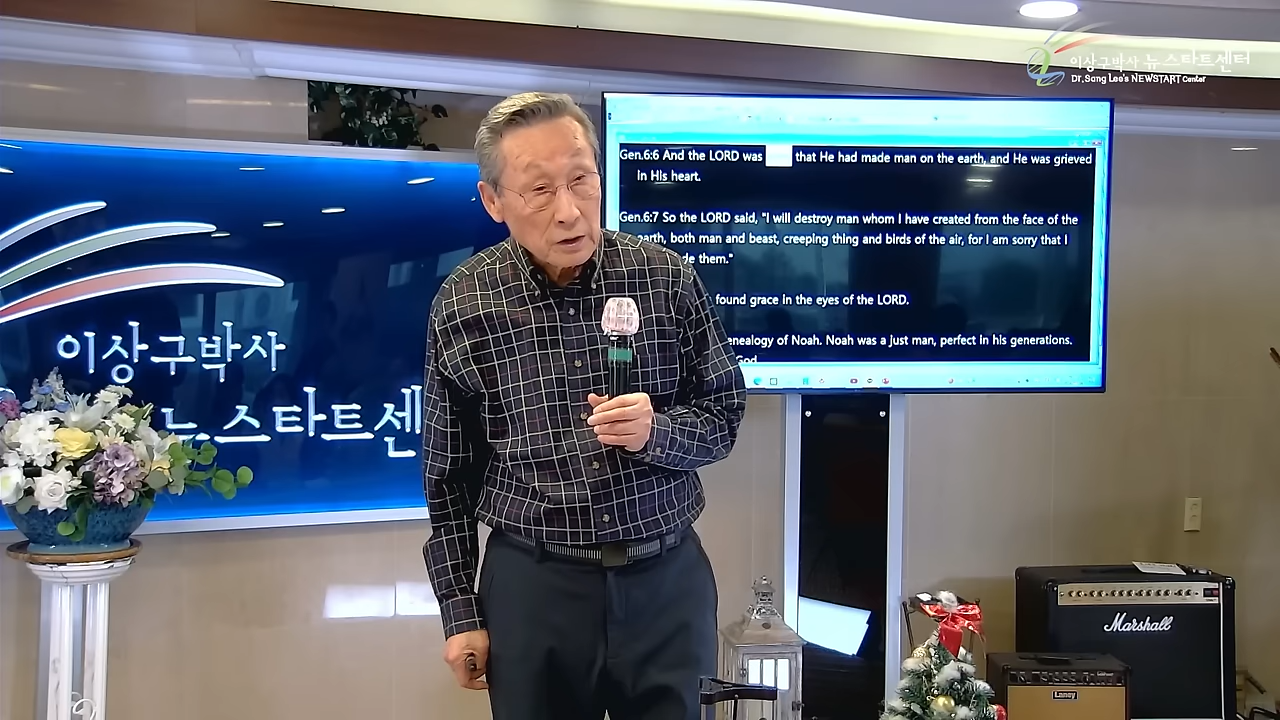 이상구박사 뉴스타트센터
Dr.Sang Lee's NEWSTART Center
Gen.6:6 And the LORD was that He had made man on the earth, and He was grieved
in His heart.
Gen.6:7 So the LORD said, "I will destroy man whom I have created from the face of the
earth, both man and beast, creeping thing and birds of the air, for I am sorry that I
de them."
found grace in the eyes of the LORD.
enealogy of Noah. Noah was a just man, perfect in his generations.
God
이상구박사
뉴스타트센
Marshall
Laney